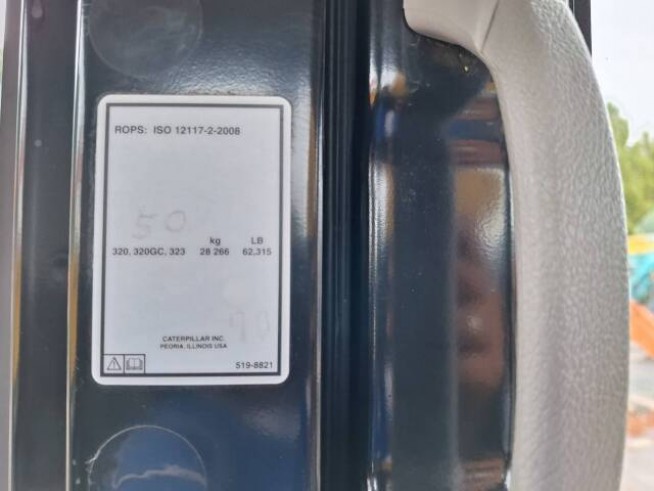 ROPS: ISO 12117-2-2008
50
kg LB
320, 320GC, 323 28 266 62,315
CATERPILLAR INC.
PEORIA, ILLINOIS USA
519-8821